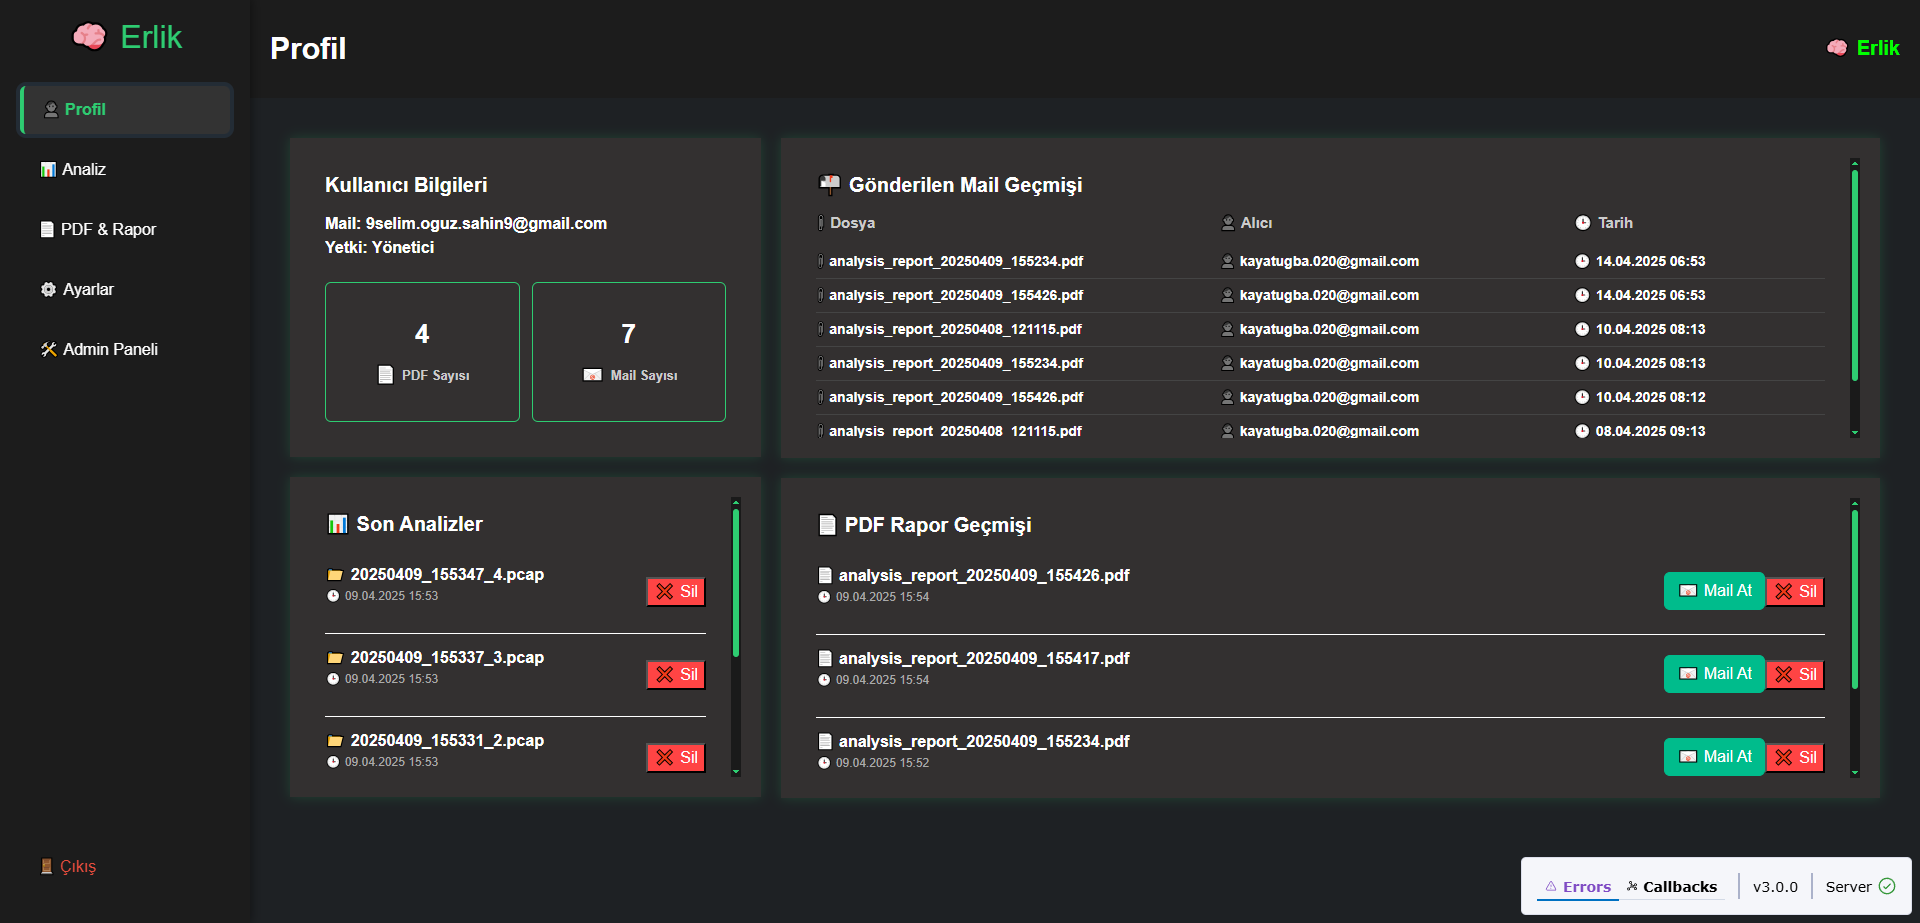 Erlik
Profil
Analiz
PDF & Rapor
Ayarlar
Admin Paneli
Çıkış
Profil
Erlik
Kullanıcı Bilgileri
Mail: 9selim.oguz.sahin9@gmail.com
Yetki: Yönetici
4
PDF Sayısı
7
Mail Sayısı
Gönderilen Mail Geçmişi
Dosya Alıcı Tarih
analysis_report_20250409_155234.pdf kayatugba.020@gmail.com 14.04.2025 06:53
analysis_report_20250409_155426.pdf kayatugba.020@gmail.com 14.04.2025 06:53
analysis_report_20250408_121115.pdf kayatugba.020@gmail.com 10.04.2025 08:13
analysis_report_20250409_155234.pdf kayatugba.020@gmail.com 10.04.2025 08:13
analysis_report_20250409_155426.pdf kayatugba.020@gmail.com 10.04.2025 08:12
analysis_report_20250408_121115.pdf kayatugba.020@gmail.com 08.04.2025 09:13
Son Analizler
20250409_155347_4.pcap
09.04.2025 15:53
Sil
20250409_155337_3.pcap
09.04.2025 15:53
Sil
20250409_155331_2.pcap
09.04.2025 15:53
Sil
PDF Rapor Geçmişi
analysis_report_20250409_155426.pdf
09.04.2025 15:54
Mail At Sil
analysis_report_20250409_155417.pdf
09.04.2025 15:54
Mail At Sil
analysis_report_20250409_155234.pdf
09.04.2025 15:52
Mail At Sil
Errors Callbacks v3.0.0 Server